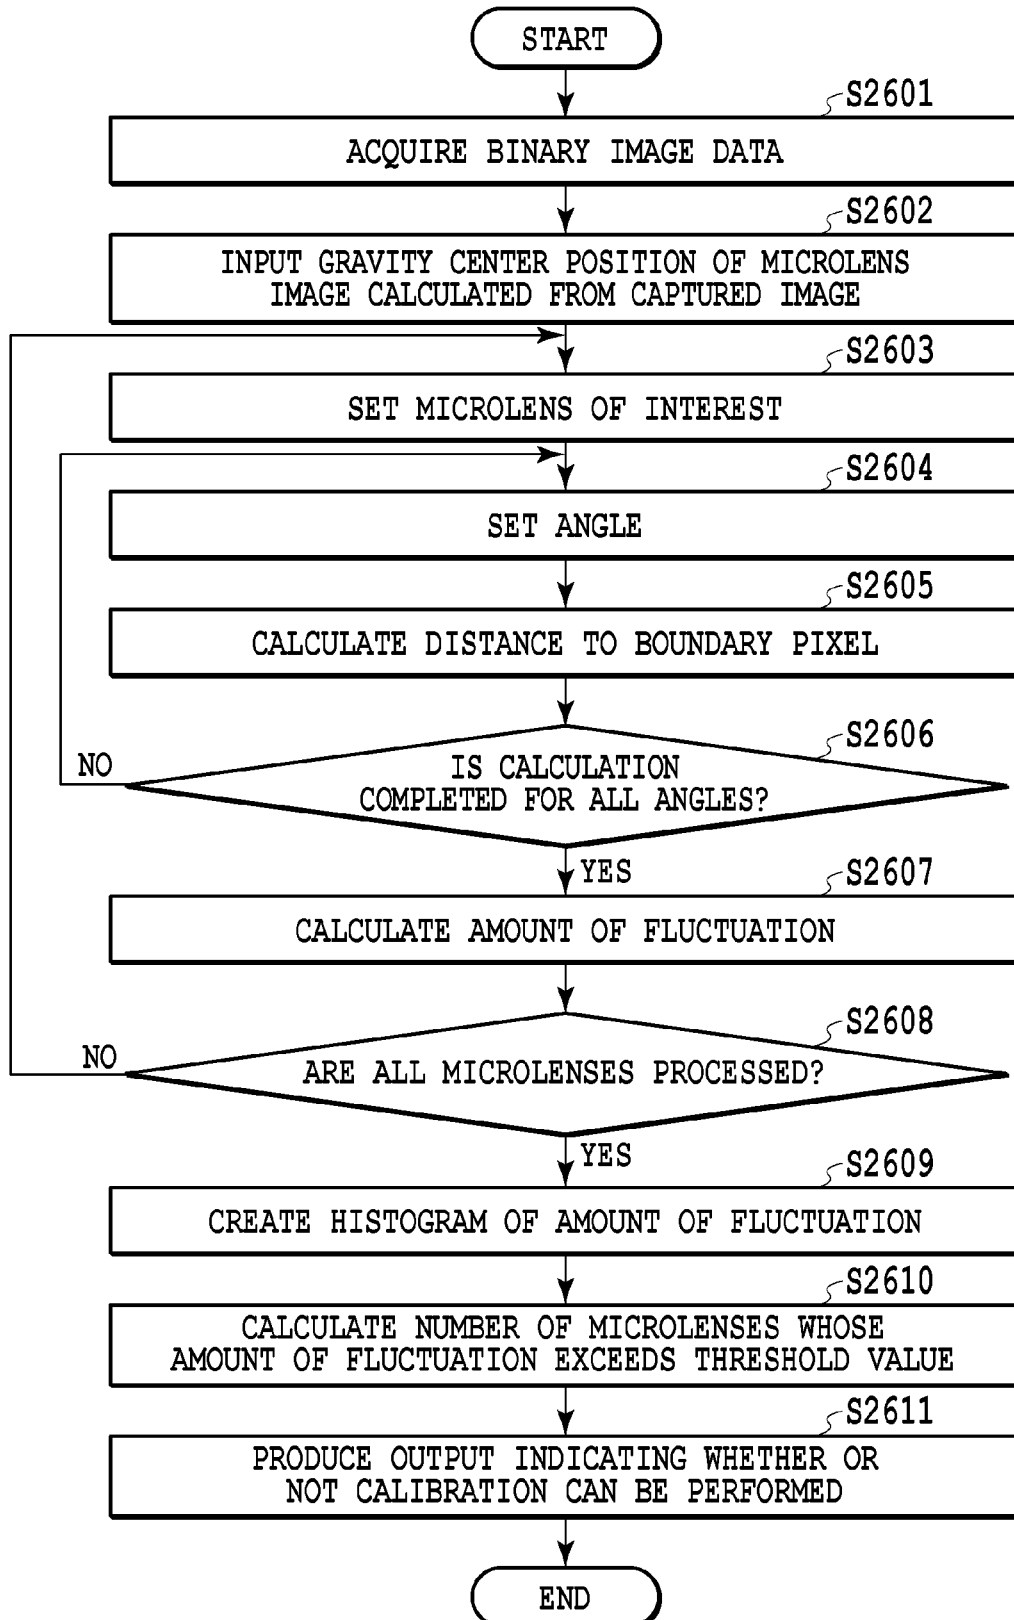 START
S2601
ACQUIRE BINARY IMAGE DATA
S2602
INPUT GRAVITY CENTER POSITION OF MICROLENS
IMAGE CALCULATED FROM CAPTURED IMAGE
S2603
SET MICROLENS OF INTEREST
S2604
SET ANGLE
S2605
CALCULATE DISTANCE TO BOUNDARY PIXEL
S2606
NO
IS CALCULATION
COMPLETED FOR ALL ANGLES?
YES
S2607
CALCULATE AMOUNT OF FLUCTUATION
S2608
NO
ARE ALL MICROLENSES PROCESSED?
YES
S2609
CREATE HISTOGRAM OF AMOUNT OF FLUCTUATION
S2610
CALCULATE NUMBER OF MICROLENSES WHOSE
AMOUNT OF FLUCTUATION EXCEEDS THRESHOLD VALUE
S2611
PRODUCE OUTPUT INDICATING WHETHER OR
NOT CALIBRATION CAN BE PERFORMED
END